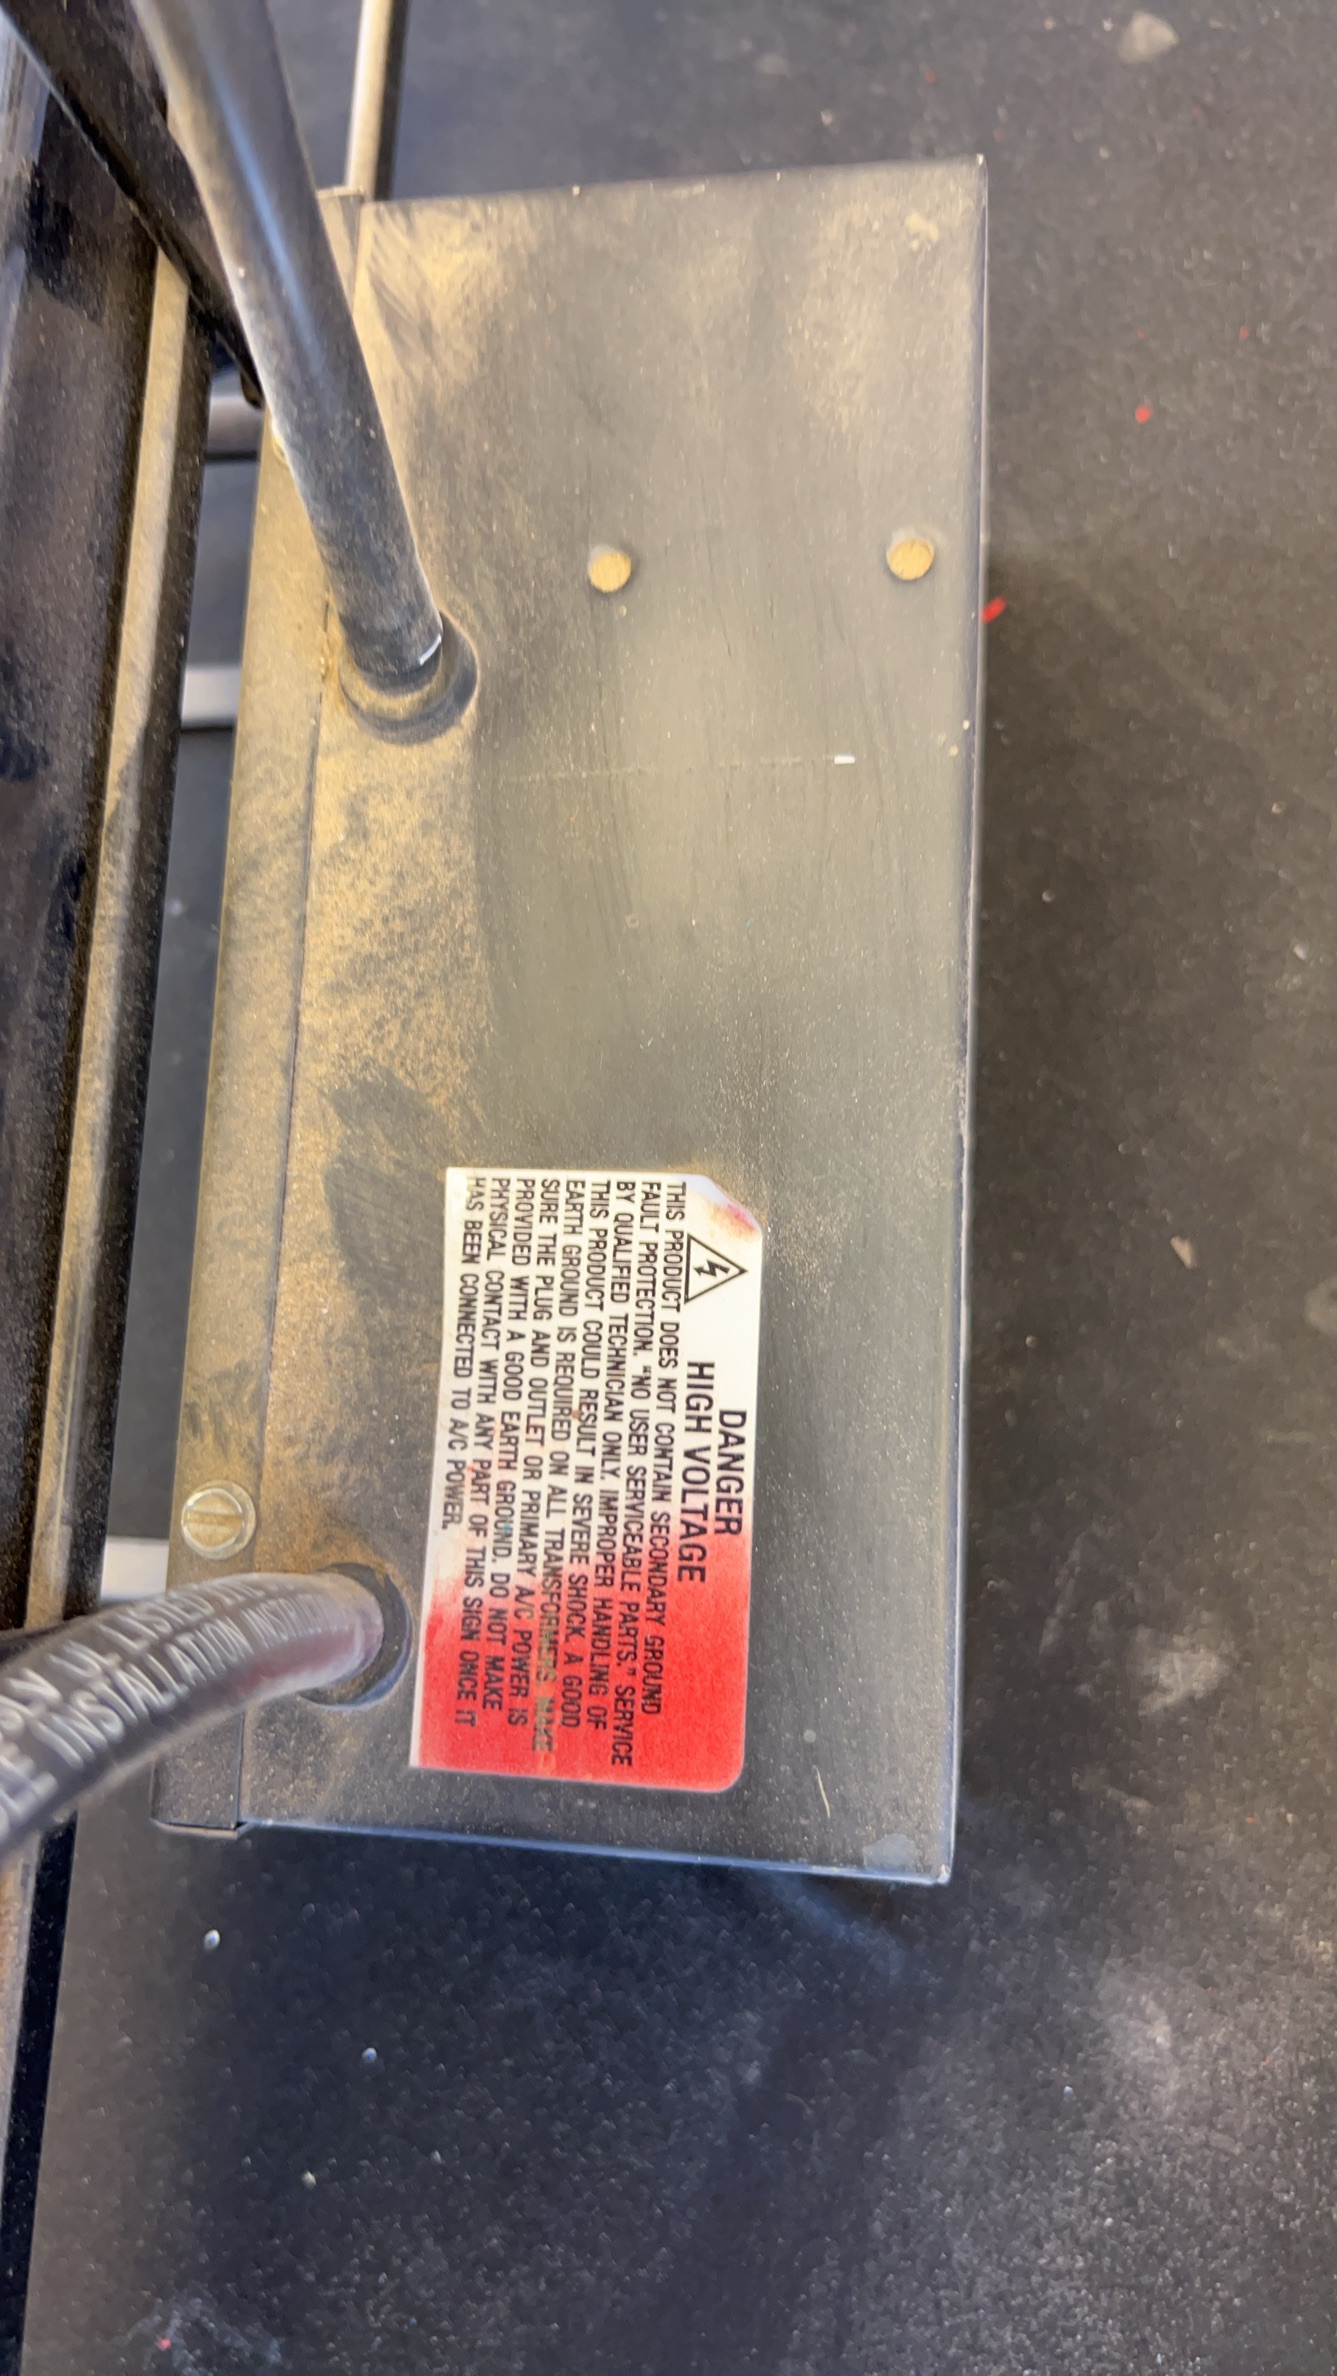 DANGER
HIGH VOLTAGE
THIS PRODUCT DOES NOT CONTAIN SECONDARY GROUND
FAULT PROTECTION. "NO USER SERVICEABLE PARTS." SERVICE
BY QUALIFIED TECHNICIAN ONLY. IMPROPER HANDLING OF
THIS PRODUCT COULD RESULT IN SEVERE SHOCK. A GOOD
EARTH GROUND IS REQUIRED ON ALL TRANSFORMERS MAKE
SURE THE PLUG AND OUTLET OR PRIMARY A/C POWER IS
PROVIDED WITH A GOOD EARTH GROUND. DO NOT MAKE
PHYSICAL CONTACT WITH ANY PART OF THIS SIGN ONCE IT
HAS BEEN CONNECTED TO A/C POWER.
V UL LISTED
INSTALLATION